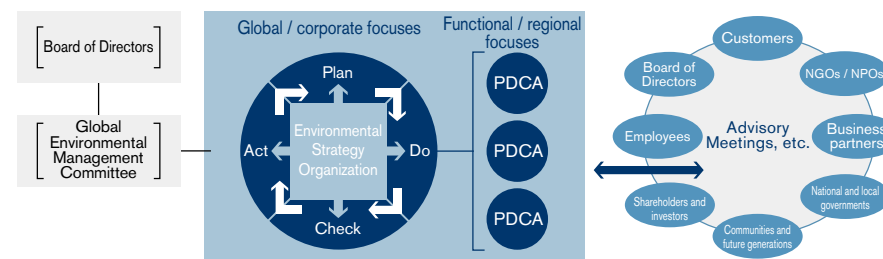 [Board of Directors]
Global
Environmental
Management
Committee
Global / corporate focuses
Plan
Environmental
Strategy
Organization
Act
Do
Check
Functional / regional
focuses
PDCA
PDCA
PDCA
Customers
Board of
Directors
NGOs / NPOs
Employees
Advisory
Meetings, etc.
Business
partners
Shareholders and
investors
National and local
governments
Communities and
future generations